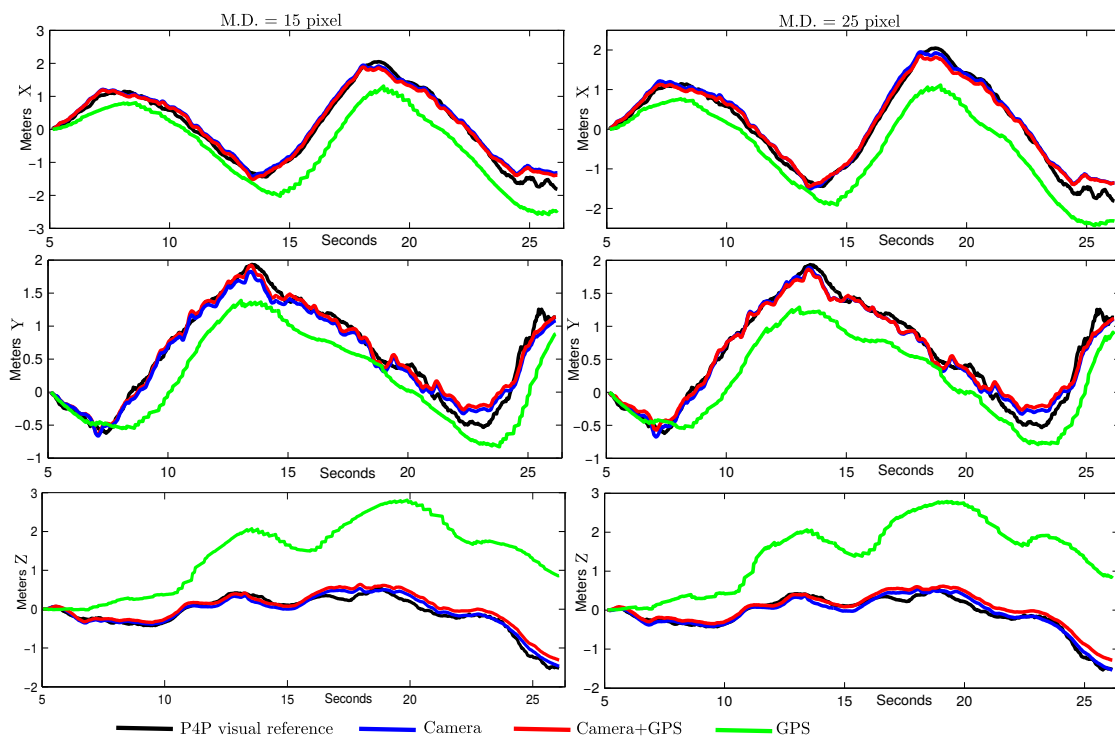 M.D. = 15 pixel
3
2
1
0
−1
−2
−3
Meters X
5 10 15 20 25
Seconds
M.D. = 25 pixel
2
1
0
−1
−2
Meters X
5 10 15 20 25
Seconds
2
1.5
1
0.5
0
−0.5
−1
Meters Y
5 10 15 20 25
Seconds
2
1.5
1
0.5
0
−0.5
−1
Meters Y
5 10 15 20 25
Seconds
3
2
1
0
−1
−2
Meters Z
5 10 15 20 25
Seconds
3
2
1
0
−1
−2
Meters Z
5 10 15 20 25
Seconds
P4P visual reference Camera Camera+GPS GPS